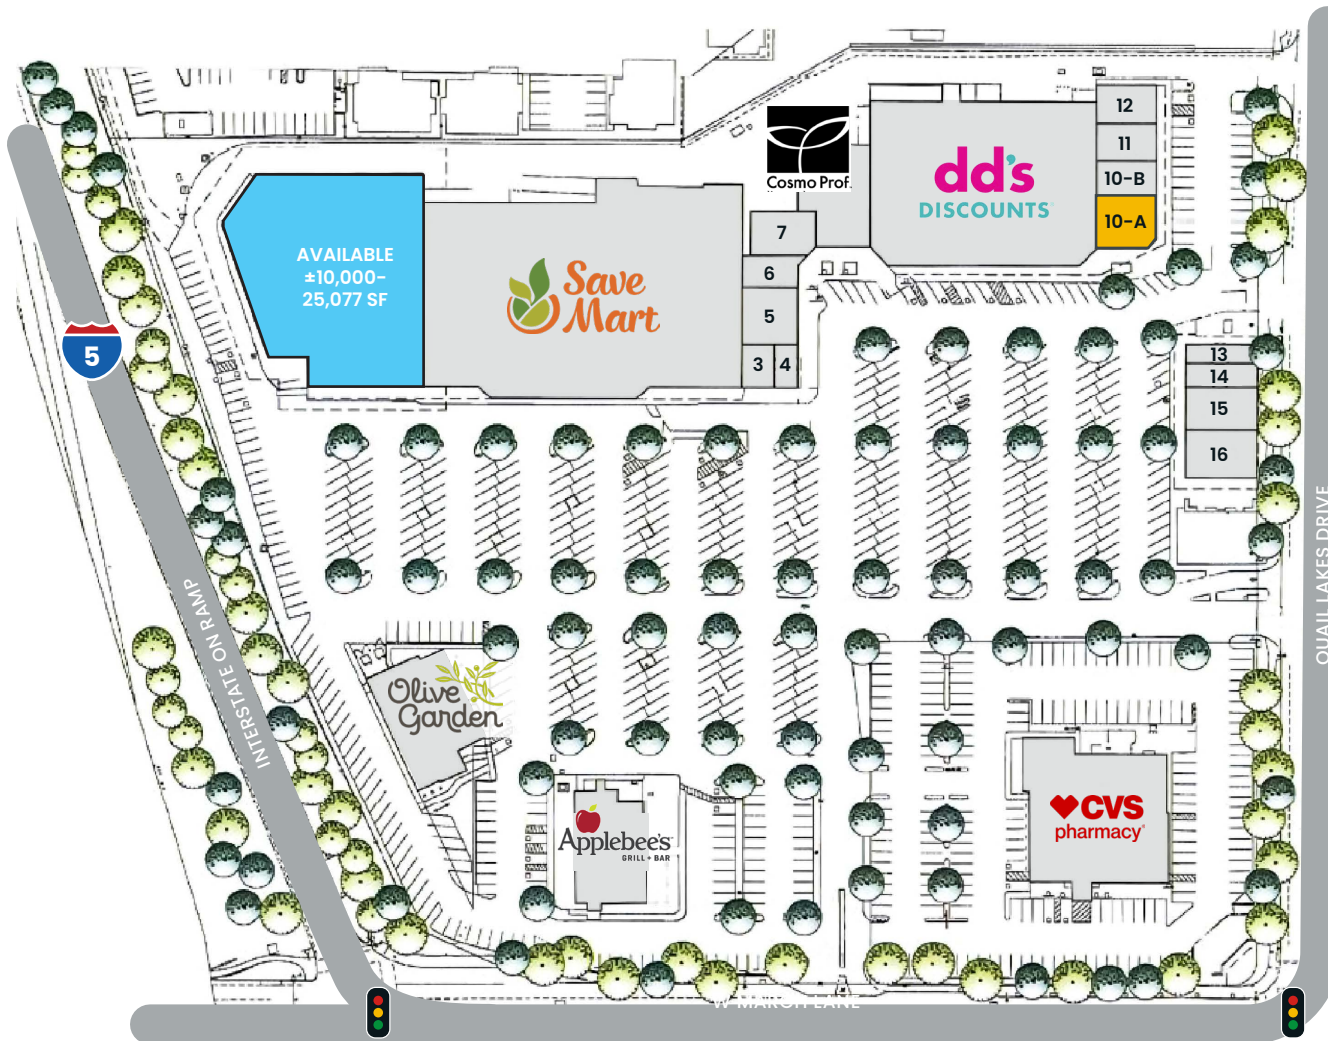 12
11
10-B
10-A
Cosmo Prof.
dd's
DISCOUNTS
7
6
5
3
4
AVAILABLE
±10,000-
25,077 SF
Save
Mart
5
13
14
15
16
QUAIL LAKES DRIVE
INTERSTATE ON RAMP
Olive
Garden
Applebee's
GRILL + BAR
CVS
pharmacy
W MARCH LANE